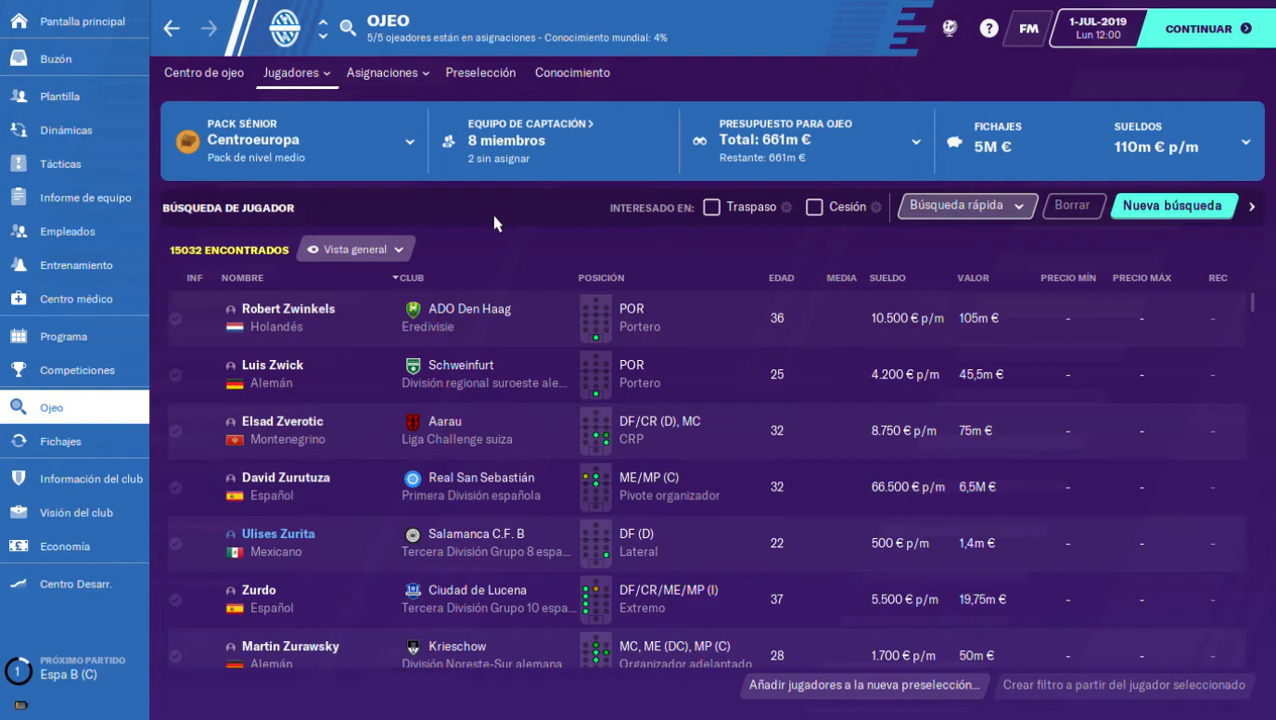 Pantalla principal
Buzón
Plantilla
Dinámicas
Tácticas
Informe de equipo
Empleados
Entrenamiento
Centro médico
Programa
Competiciones
Ojeo
Fichajes
Información del club
Visión del club
Economía
Centro Desarr.
1
PRÓXIMO PARTIDO
Espa B (C)
OJEO
5/5 ojeadores están en asignaciones - Conocimiento mundial: 4%
?
FM
1-JUL-2019
Lun 12:00
CONTINUAR
Centro de ojeo
Jugadores
Asignaciones
Preselección
Conocimiento
PACK SÉNIOR
Centroeuropa
Pack de nivel medio
EQUIPO DE CAPTACIÓN >
8 miembros
2 sin asignar
PRESUPUESTO PARA OJEO
Total: 661m €
Restante: 661m €
FICHAJES
5M €
SUELDOS
110m € p/m
BÚSQUEDA DE JUGADOR
INTERESADO EN:
Traspaso
Cesión
Búsqueda rápida
Borrar
Nueva búsqueda
15032 ENCONTRADOS
Vista general
INF NOMBRE CLUB POSICIÓN EDAD MEDIA SUELDO VALOR PRECIO MÍN PRECIO MÁX REC
Robert Zwinkels ADO Den Haag POR 36 10.500 € p/m 105m € - - -
Holandés Eredivisie Portero
Luis Zwick Schweinfurt POR 25 4.200 € p/m 45,5m € - - -
Alemán División regional suroeste ale... Portero
Elsad Zverotic Aarau DF/CR (D), MC 32 8.750 € p/m 75m € - - -
Montenegrino Liga Challenge suiza CRP
David Zurutuza Real San Sebastián ME/MP (C) 32 66.500 € p/m 6,5M € - - -
Español Primera División española Pivote organizador
Ulises Zurita Salamanca C.F. B DF (D) 22 500 € p/m 1,4m € - - -
Mexicano Tercera División Grupo 8 espa... Lateral
Zurdo Ciudad de Lucena DF/CR/ME/MP (I) 37 5.500 € p/m 19,75m € - - -
Español Tercera División Grupo 10 espa... Extremo
Martin Zurawsky Krieschow MC, ME (DC), MP (C) 28 1.700 € p/m 50m € - - -
Alemán División Noreste-Sur alemana Organizador adelantado
Añadir jugadores a la nueva preselección...
Crear filtro a partir del jugador seleccionado